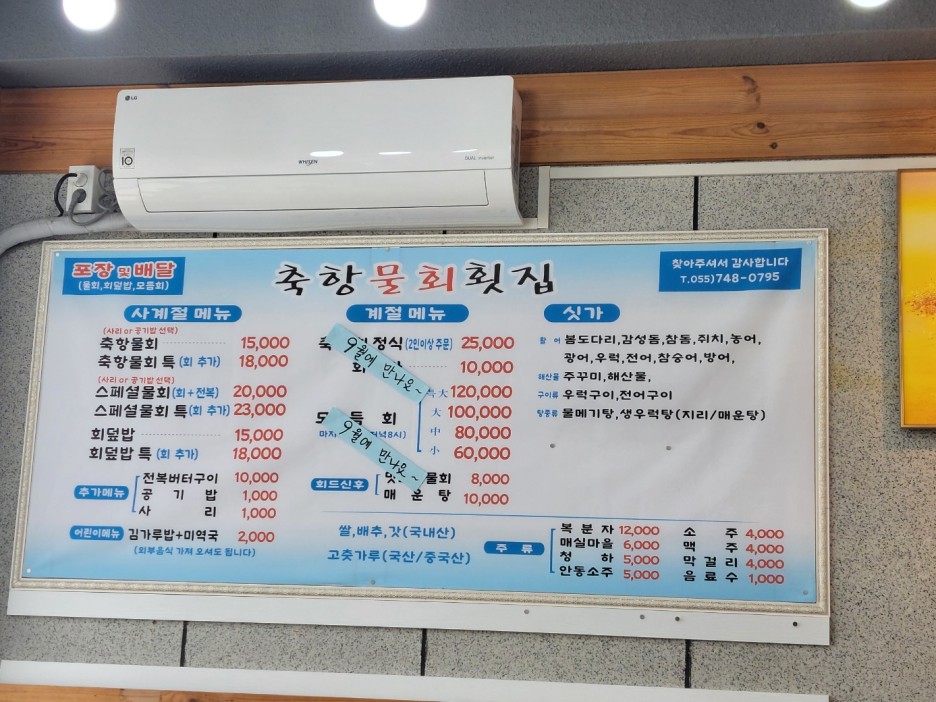 LG
10
WHISEN
DUAL Inverter
포장 및 배달
(물회,회덮밥,모듬회)
축항물회횟집
찾아주셔서 감사합니다
T.055)748-0795
사계절 메뉴
(사리 or 공기밥 선택)
축항물회 15,000
축항물회 특 (회 추가) 18,000
(사리 or 공기밥 선택)
스페셜물회(회+전복) 20,000
스페셜물회 특(회 추가) 23,000
회덮밥 15,000
회덮밥 특 (회 추가) 18,000
추가메뉴
전복버터구이 10,000
공기밥 1,000
사리 1,000
어린이메뉴 김가루밥+미역국 2,000
(외부음식 가져 오셔도 됩니다)
계절 메뉴
정식 (2인이상 주문) 25,000
9월에 만나요~
10,000
大 120,000
大 100,000
회 中 80,000
小 60,000
9월에 만나요~
회드신후
물회 8,000
매운탕 10,000
쌀,배추,갓(국내산)
고춧가루(국산/중국산)
싯가
활어 봄도다리,감성돔,참돔,쥐치,농어,
광어,우럭,전어,참숭어,방어,
해산물 주꾸미,해산물,
구이류 우럭구이,전어구이
탕종류 물메기탕,생우럭탕(지리/매운탕)
주류
복분자 12,000 소주 4,000
매실마을 6,000 맥주 4,000
청하 5,000 막걸리 4,000
안동소주 5,000 음료수 1,000